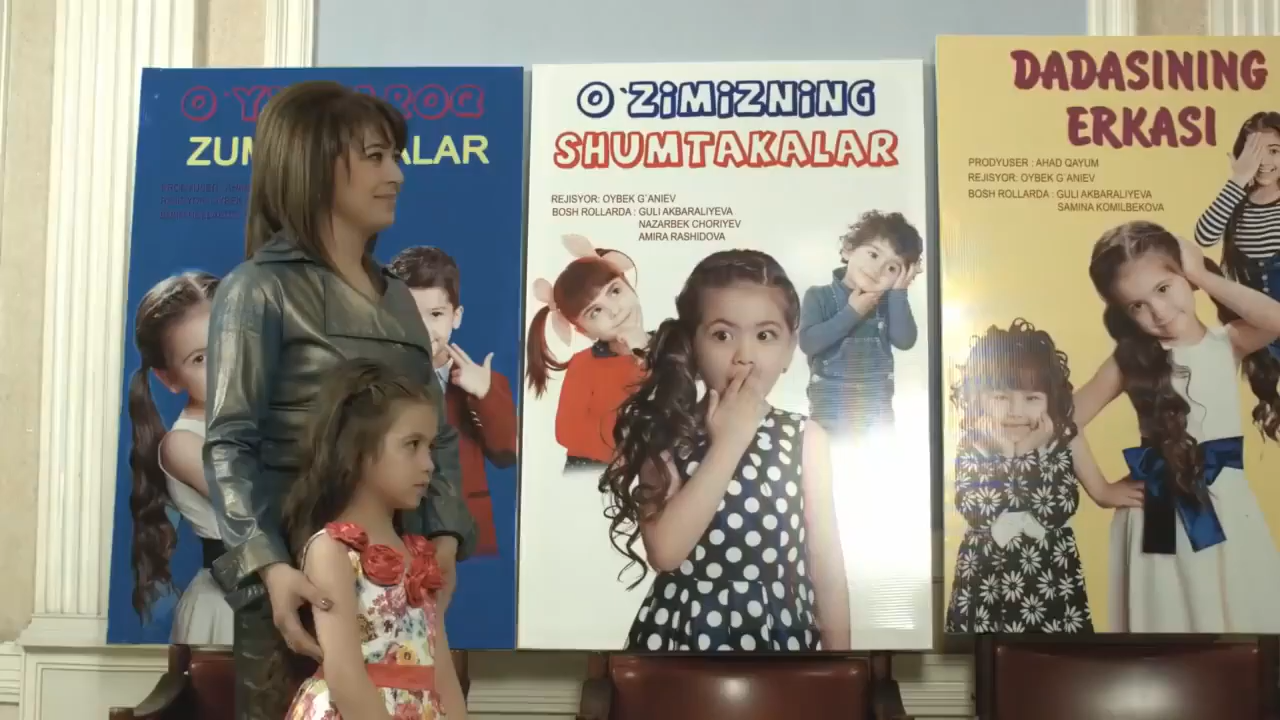 ZUM ALAR
O`ZiMiZNiNG
SHUMTAKALAR
REJISYOR: OYBEK G`ANIEV
BOSH ROLLARDA : GULI AKBARALIYEVA
NAZARBEK CHORIYEV
AMIRA RASHIDOVA
DADASINING
ERKASI
PRODYUSER : AHAD QAYUM
REJISYOR: OYBEK G`ANIEV
BOSH ROLLARDA : GULI AKBARALIYEVA
SAMINA KOMILBEKOVA